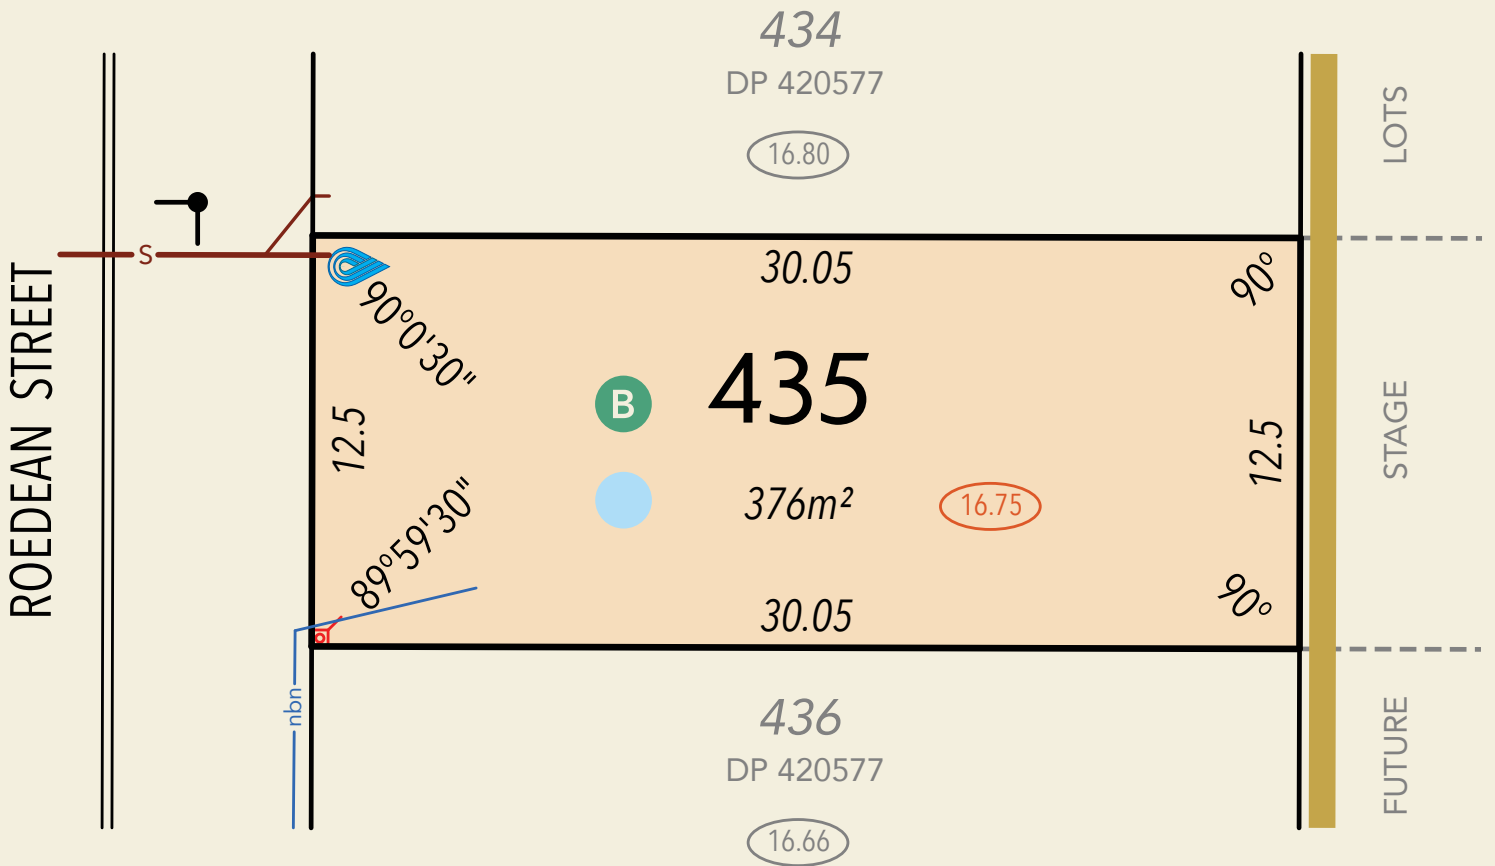 434
DP 420577
16.80
LOTS
S
30.05
90°
90°0'30"
435
B
ROEDEAN STREET
12.5
12.5
STAGE
376m²
16.75
89°59'30"
30.05
90°
nbn
436
DP 420577
FUTURE
16.66